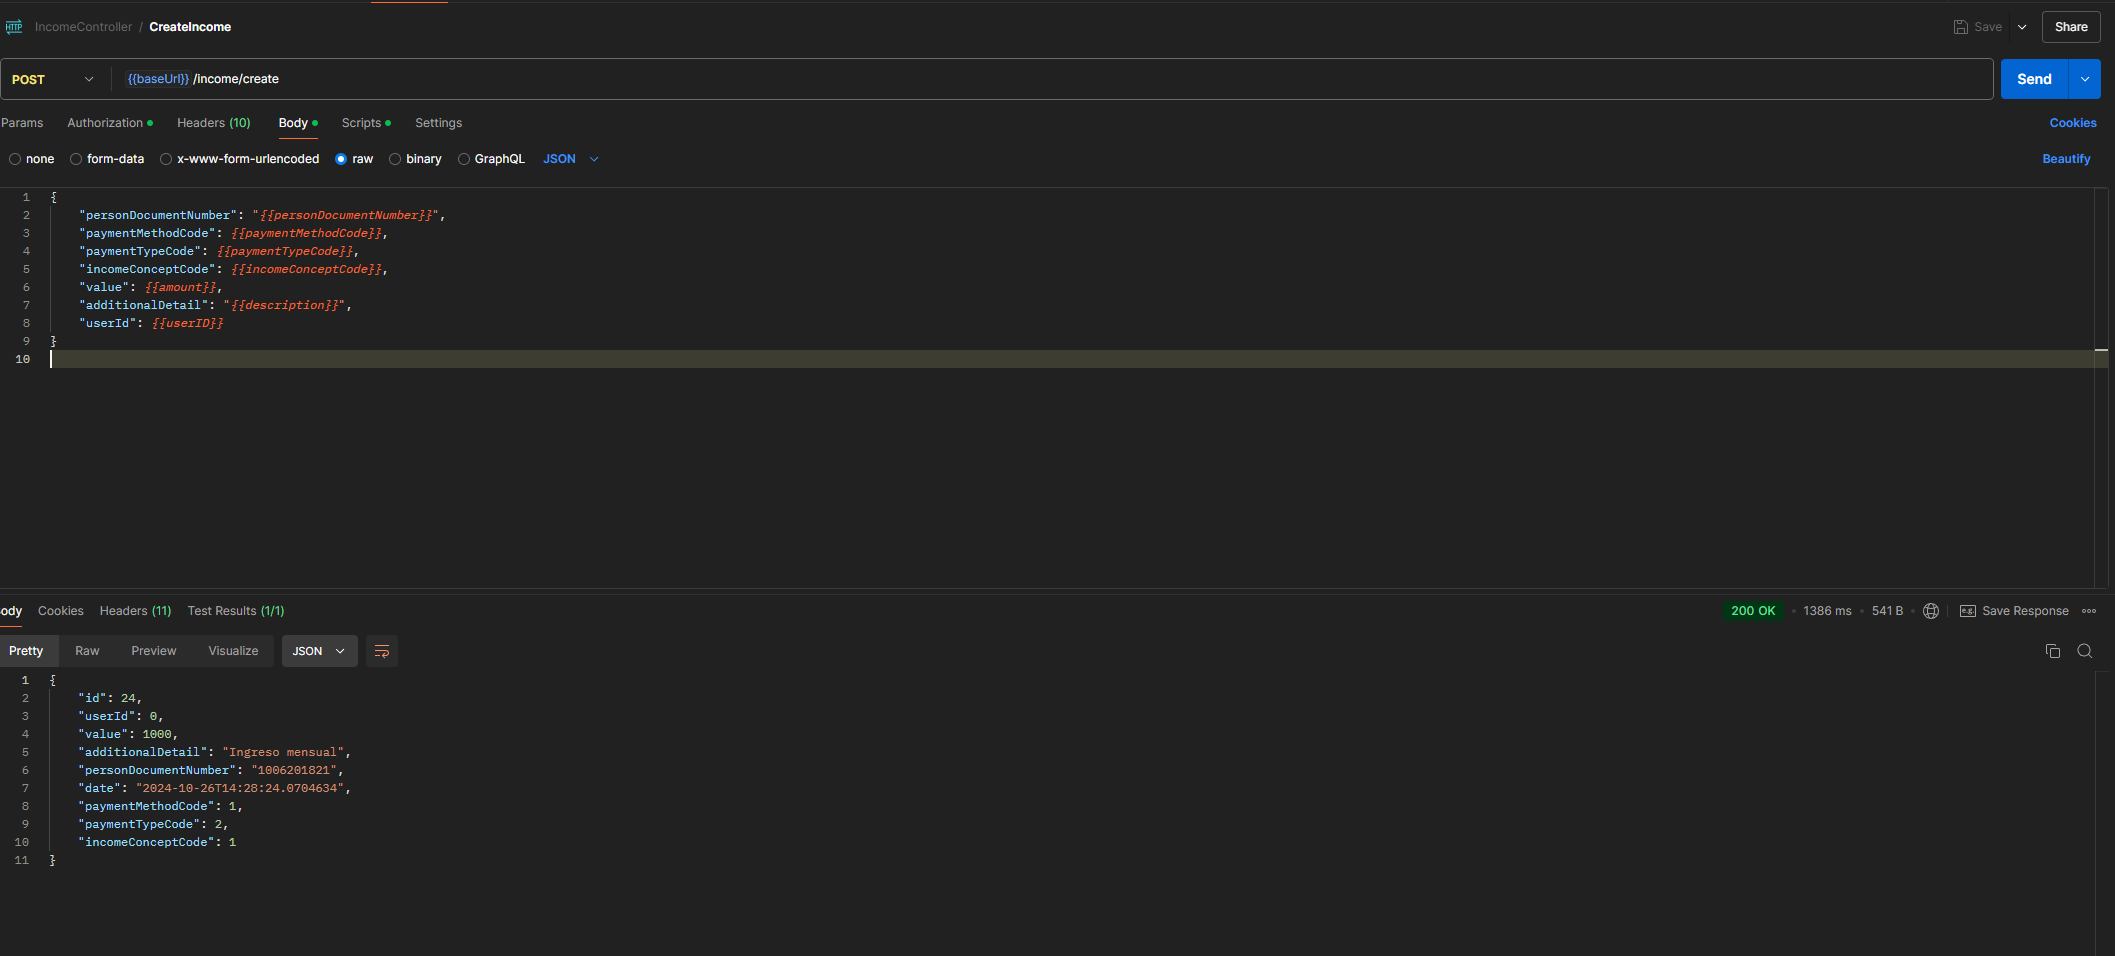 HTTP IncomeController / CreateIncome Save Share
POST {{baseUrl}} /income/create Send
Params Authorization Headers (10) Body Scripts Settings Cookies
none form-data x-www-form-urlencoded raw binary GraphQL JSON Beautify
1 {
2 "personDocumentNumber": "{{personDocumentNumber}}",
3 "paymentMethodCode": {{paymentMethodCode}},
4 "paymentTypeCode": {{paymentTypeCode}},
5 "incomeConceptCode": {{incomeConceptCode}},
6 "value": {{amount}},
7 "additionalDetail": "{{description}}",
8 "userId": {{userID}}
9 }
10
ody Cookies Headers (11) Test Results (1/1) 200 OK • 1386 ms • 541 B • e.g. Save Response
Pretty Raw Preview Visualize JSON
1 {
2 "id": 24,
3 "userId": 0,
4 "value": 1000,
5 "additionalDetail": "Ingreso mensual",
6 "personDocumentNumber": "1006201821",
7 "date": "2024-10-26T14:28:24.0704634",
8 "paymentMethodCode": 1,
9 "paymentTypeCode": 2,
10 "incomeConceptCode": 1
11 }